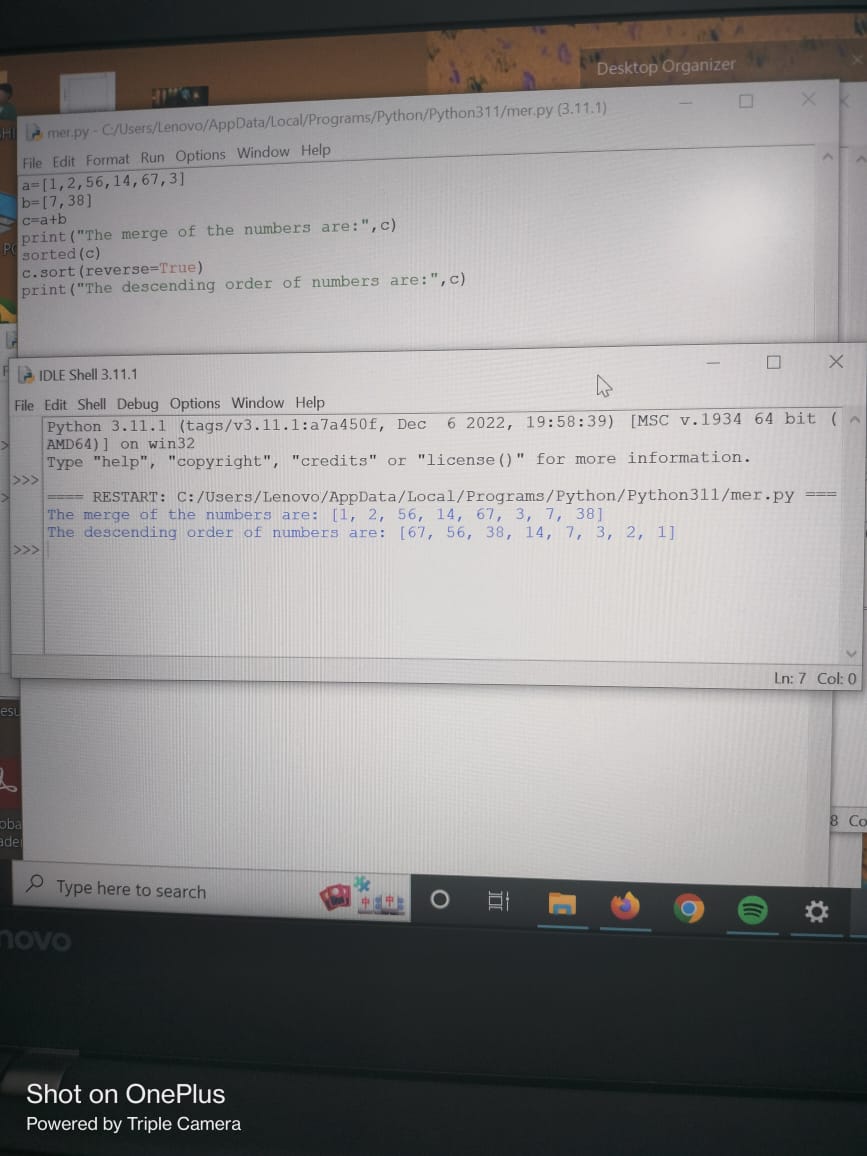 Desktop Organizer
mer.py - C:/Users/Lenovo/AppData/Local/Programs/Python/Python311/mer.py (3.11.1)
File Edit Format Run Options Window Help
a=[1,2,56,14,67,3]
b=[7,38]
c=a+b
print("The merge of the numbers are:",c)
sorted(c)
c.sort(reverse=True)
print("The descending order of numbers are:",c)
IDLE Shell 3.11.1
File Edit Shell Debug Options Window Help
Python 3.11.1 (tags/v3.11.1:a7a450f, Dec  6 2022, 19:58:39) [MSC v.1934 64 bit (
AMD64)] on win32
Type "help", "copyright", "credits" or "license()" for more information.
>>>
==== RESTART: C:/Users/Lenovo/AppData/Local/Programs/Python/Python311/mer.py ===
The merge of the numbers are: [1, 2, 56, 14, 67, 3, 7, 38]
The descending order of numbers are: [67, 56, 38, 14, 7, 3, 2, 1]
>>>
Ln: 7 Col: 0
8 Co
Type here to search
novo
Shot on OnePlus
Powered by Triple Camera